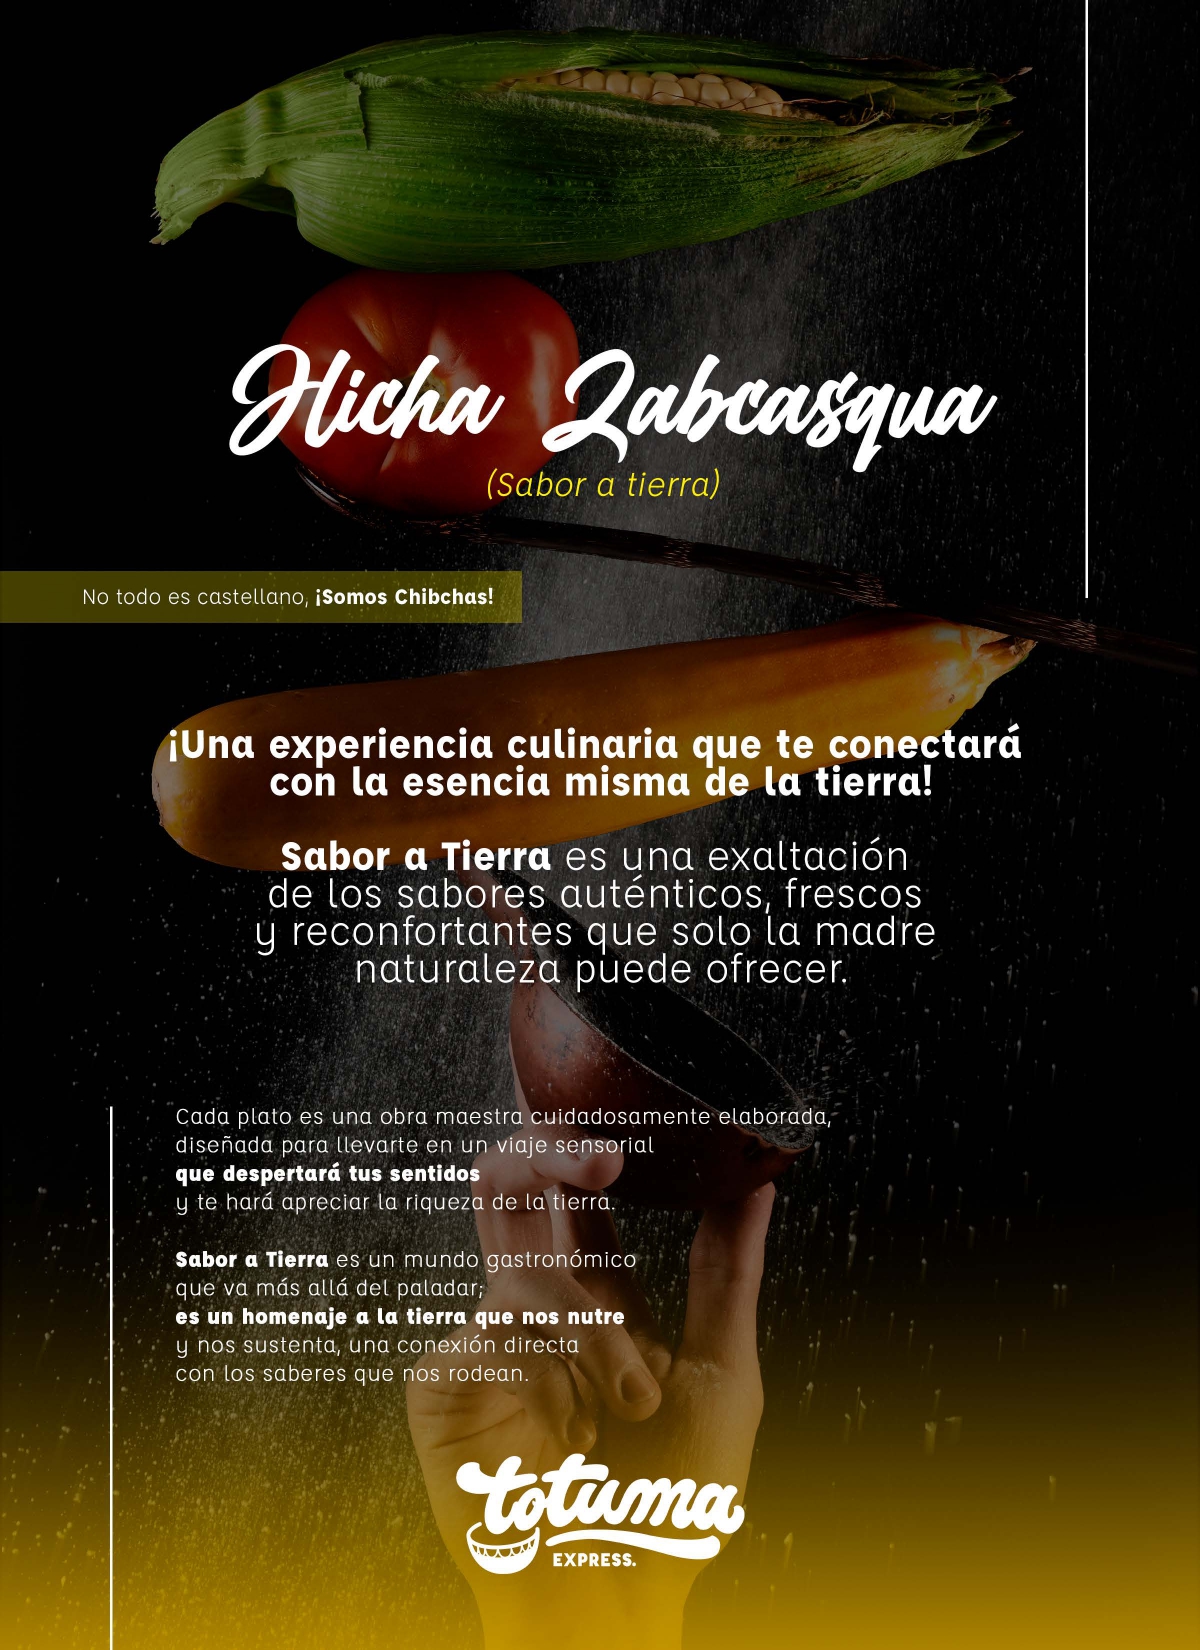 Hicha Zabcasqua
(Sabor a tierra)
No todo es castellano, ¡Somos Chibchas!
¡Una experiencia culinaria que te conectará
con la esencia misma de la tierra!
Sabor a Tierra es una exaltación
de los sabores auténticos, frescos
y reconfortantes que solo la madre
naturaleza puede ofrecer.
Cada plato es una obra maestra cuidadosamente elaborada,
diseñada para llevarte en un viaje sensorial
que despertará tus sentidos
y te hará apreciar la riqueza de la tierra.
Sabor a Tierra es un mundo gastronómico
que va más allá del paladar;
es un homenaje a la tierra que nos nutre
y nos sustenta, una conexión directa
con los saberes que nos rodean.
totuma
EXPRESS.